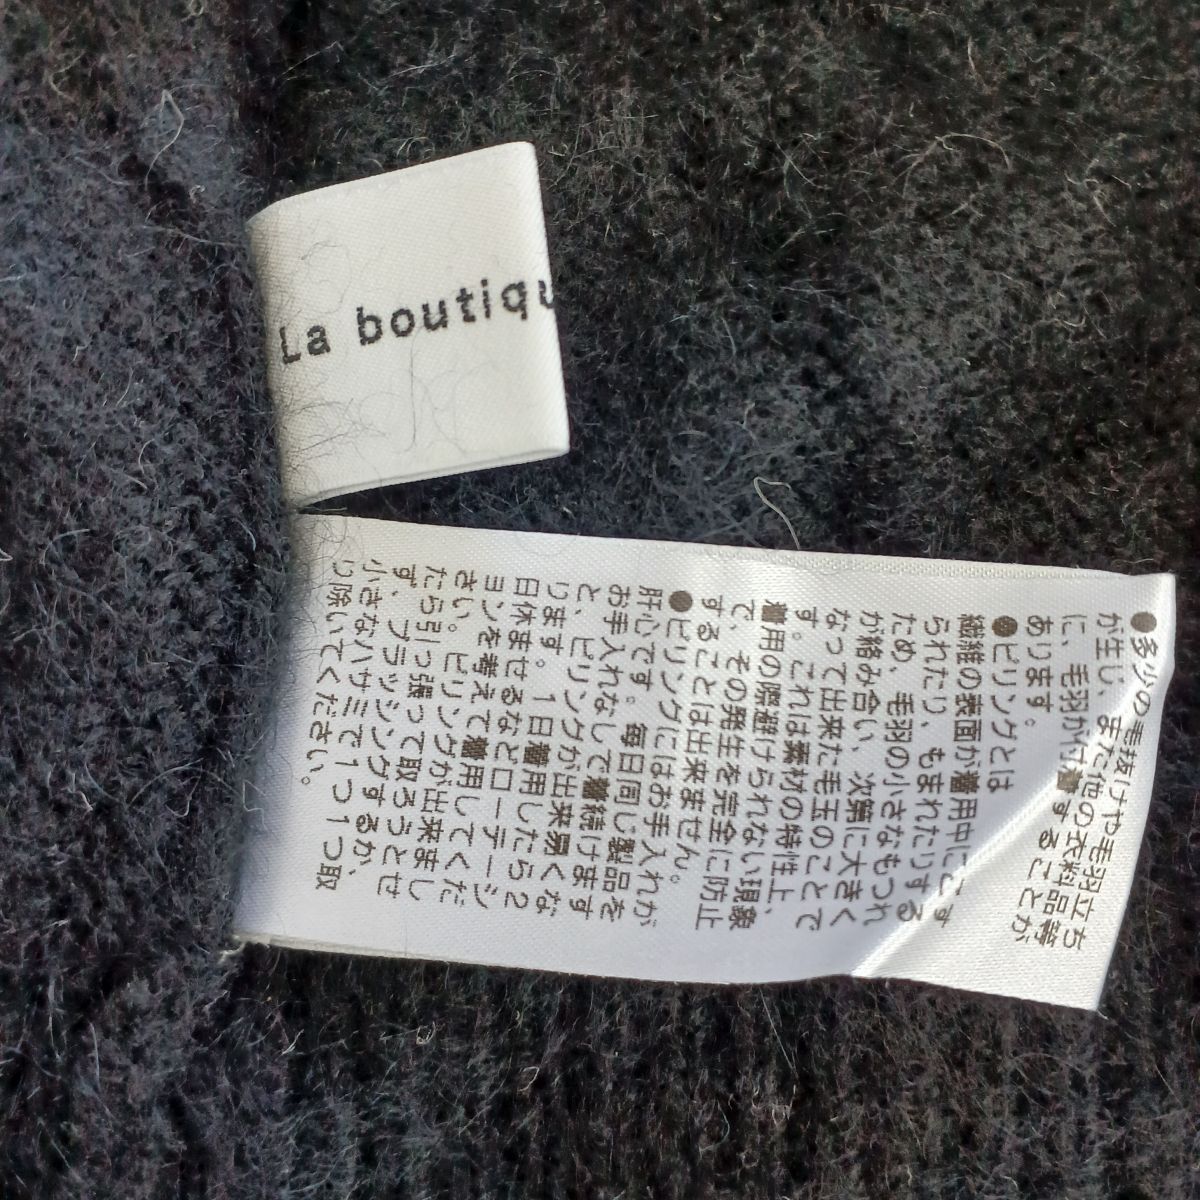 La boutiqu
●多少の毛抜けや毛羽立ち
が生じ、また他の衣料品等
に、毛羽が付着することが
あります。
●ピリングとは
繊維の表面が着用中にこす
られたり、もまれたりする
ため、毛羽の小さなもつれ
が絡み合い、次第に大きく
なって出来た毛玉のことで
す。これは素材の特性上、
着用の際避けられない現象
で、その発生を完全に防止
することは出来ません。
●ピリングにはお手入れが
肝心です。毎日同じ製品を
お手入れなしで着続けます
と、ピリングが出来易くな
ります。1日着用したら2
日休ませるなどローテーシ
ョンを考えて着用してくだ
さい。ピリングが出来まし
たら引っ張って取ろうとせ
ず、ブラッシングするか、
小さなハサミで1つ1つ取
り除いてください。